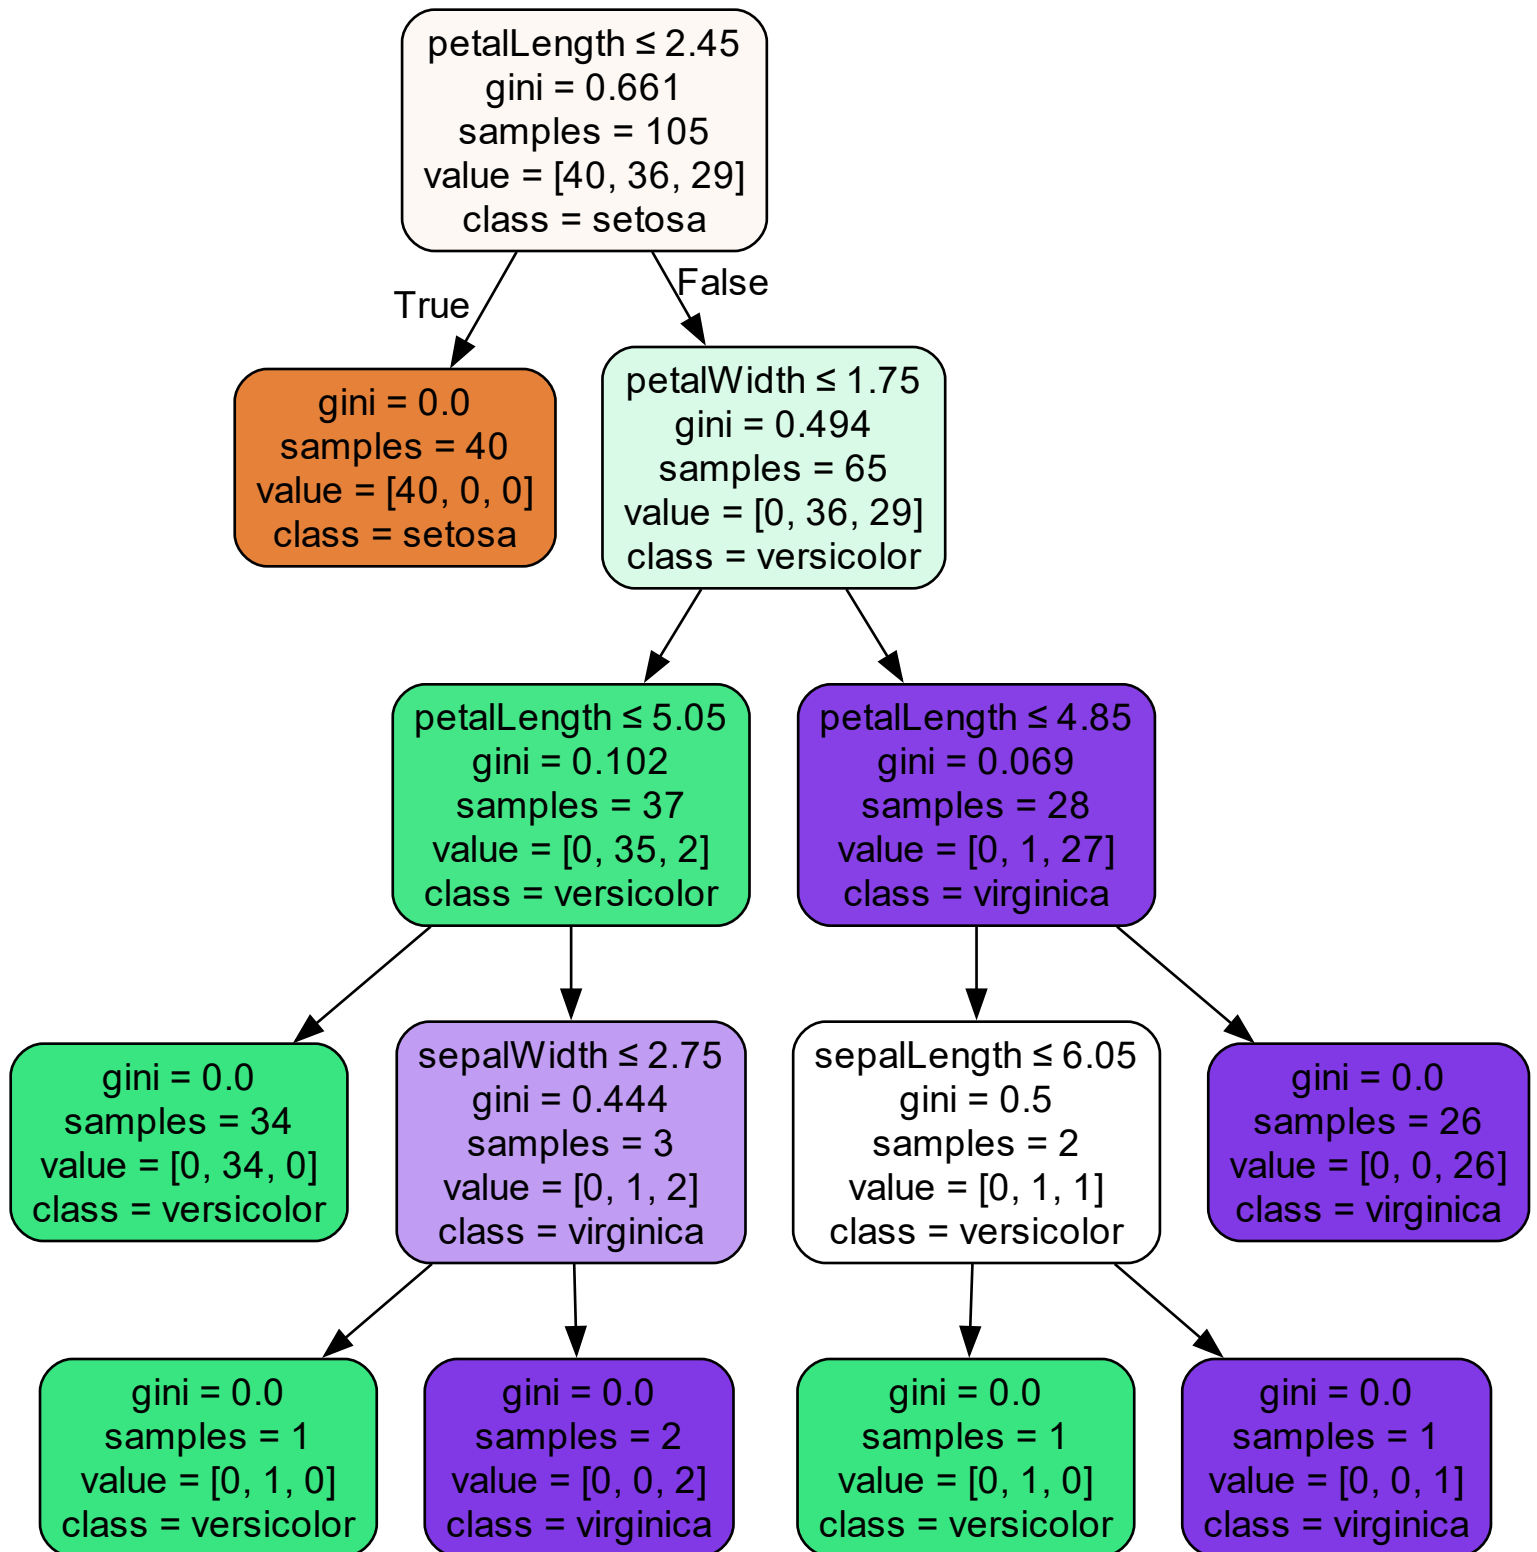 petalLength ≤ 2.45
gini = 0.661
samples = 105
value = [40, 36, 29]
class = setosa
True
False
gini = 0.0
samples = 40
value = [40, 0, 0]
class = setosa
petalWidth ≤ 1.75
gini = 0.494
samples = 65
value = [0, 36, 29]
class = versicolor
petalLength ≤ 5.05
gini = 0.102
samples = 37
value = [0, 35, 2]
class = versicolor
petalLength ≤ 4.85
gini = 0.069
samples = 28
value = [0, 1, 27]
class = virginica
gini = 0.0
samples = 34
value = [0, 34, 0]
class = versicolor
sepalWidth ≤ 2.75
gini = 0.444
samples = 3
value = [0, 1, 2]
class = virginica
sepalLength ≤ 6.05
gini = 0.5
samples = 2
value = [0, 1, 1]
class = versicolor
gini = 0.0
samples = 26
value = [0, 0, 26]
class = virginica
gini = 0.0
samples = 1
value = [0, 1, 0]
class = versicolor
gini = 0.0
samples = 2
value = [0, 0, 2]
class = virginica
gini = 0.0
samples = 1
value = [0, 1, 0]
class = versicolor
gini = 0.0
samples = 1
value = [0, 0, 1]
class = virginica